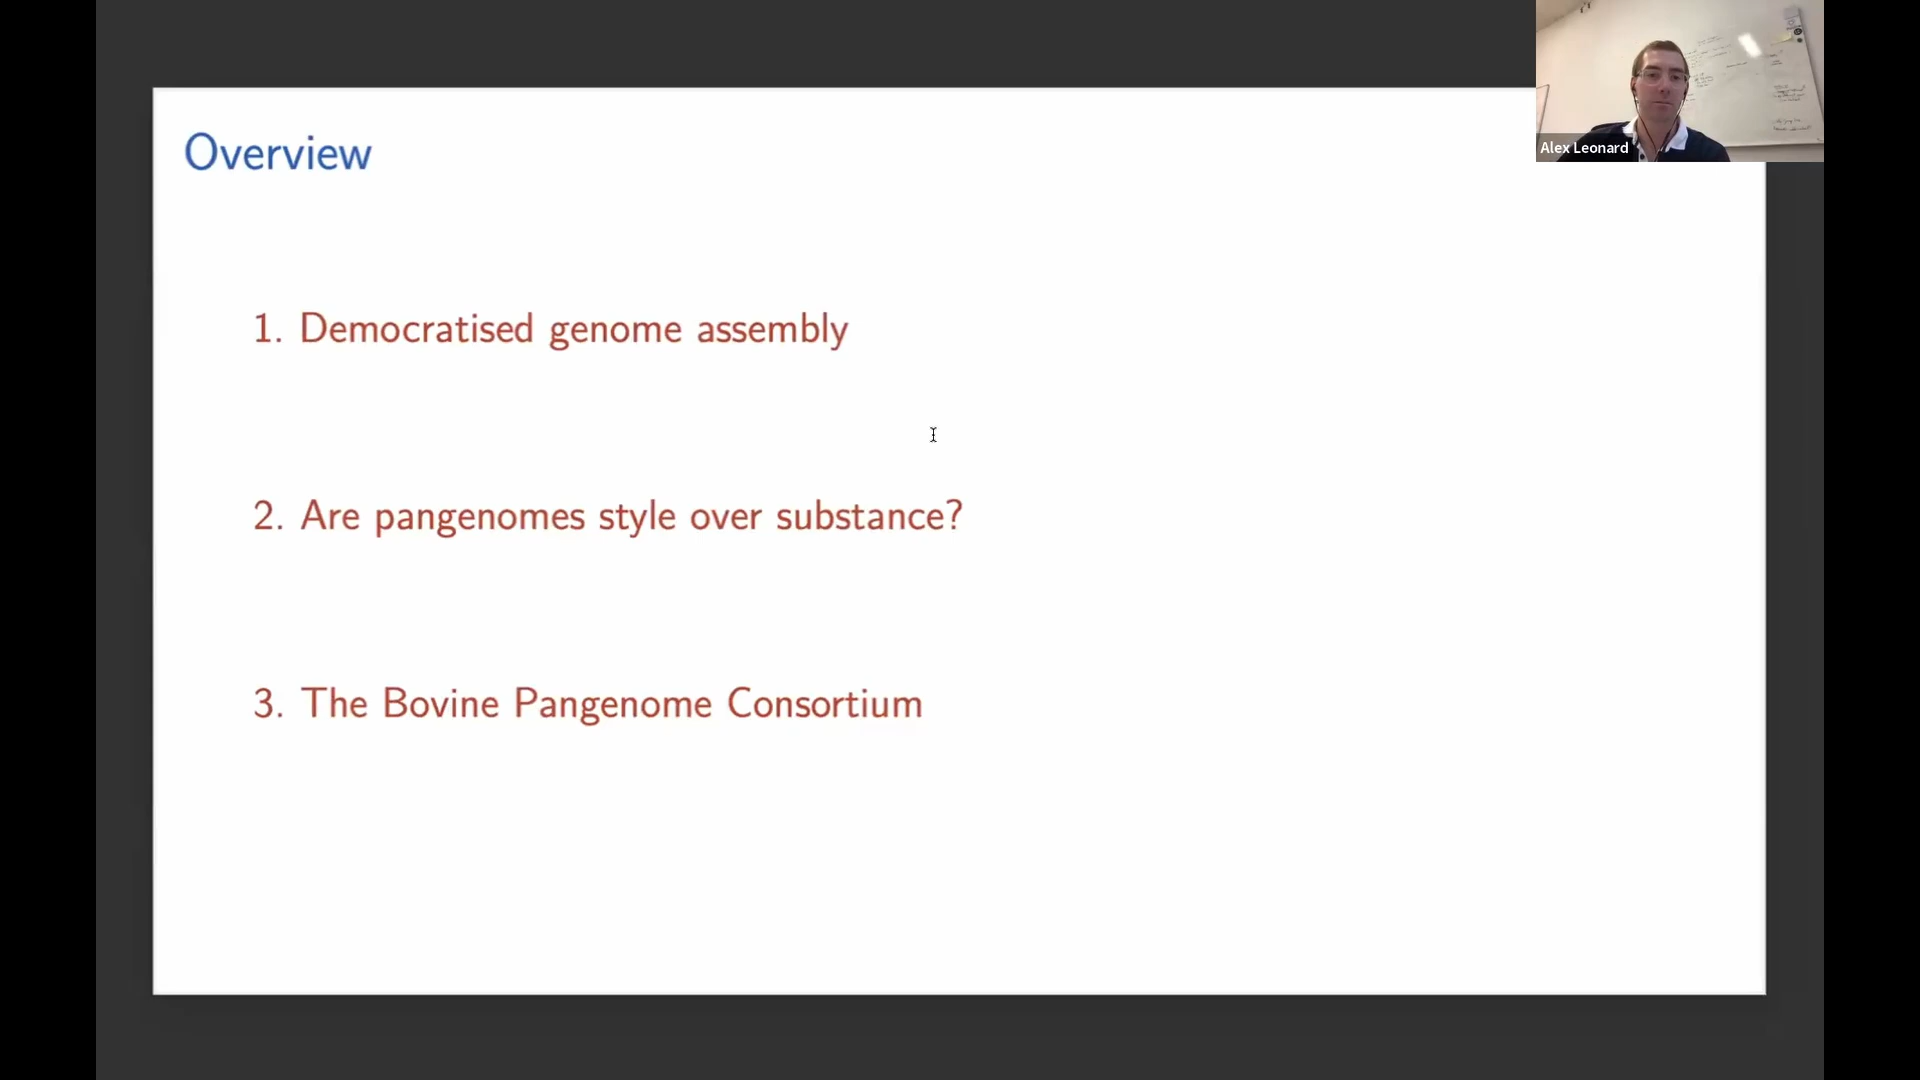 Overview
1. Democratised genome assembly
2. Are pangenomes style over substance?
3. The Bovine Pangenome Consortium
Alex Leonard